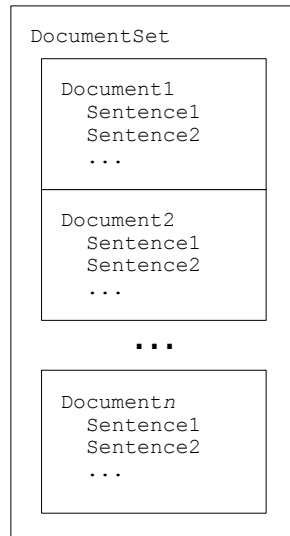 DocumentSet
Document1
Sentence1
Sentence2
...
Document2
Sentence1
Sentence2
...
...
Documentn
Sentence1
Sentence2
...